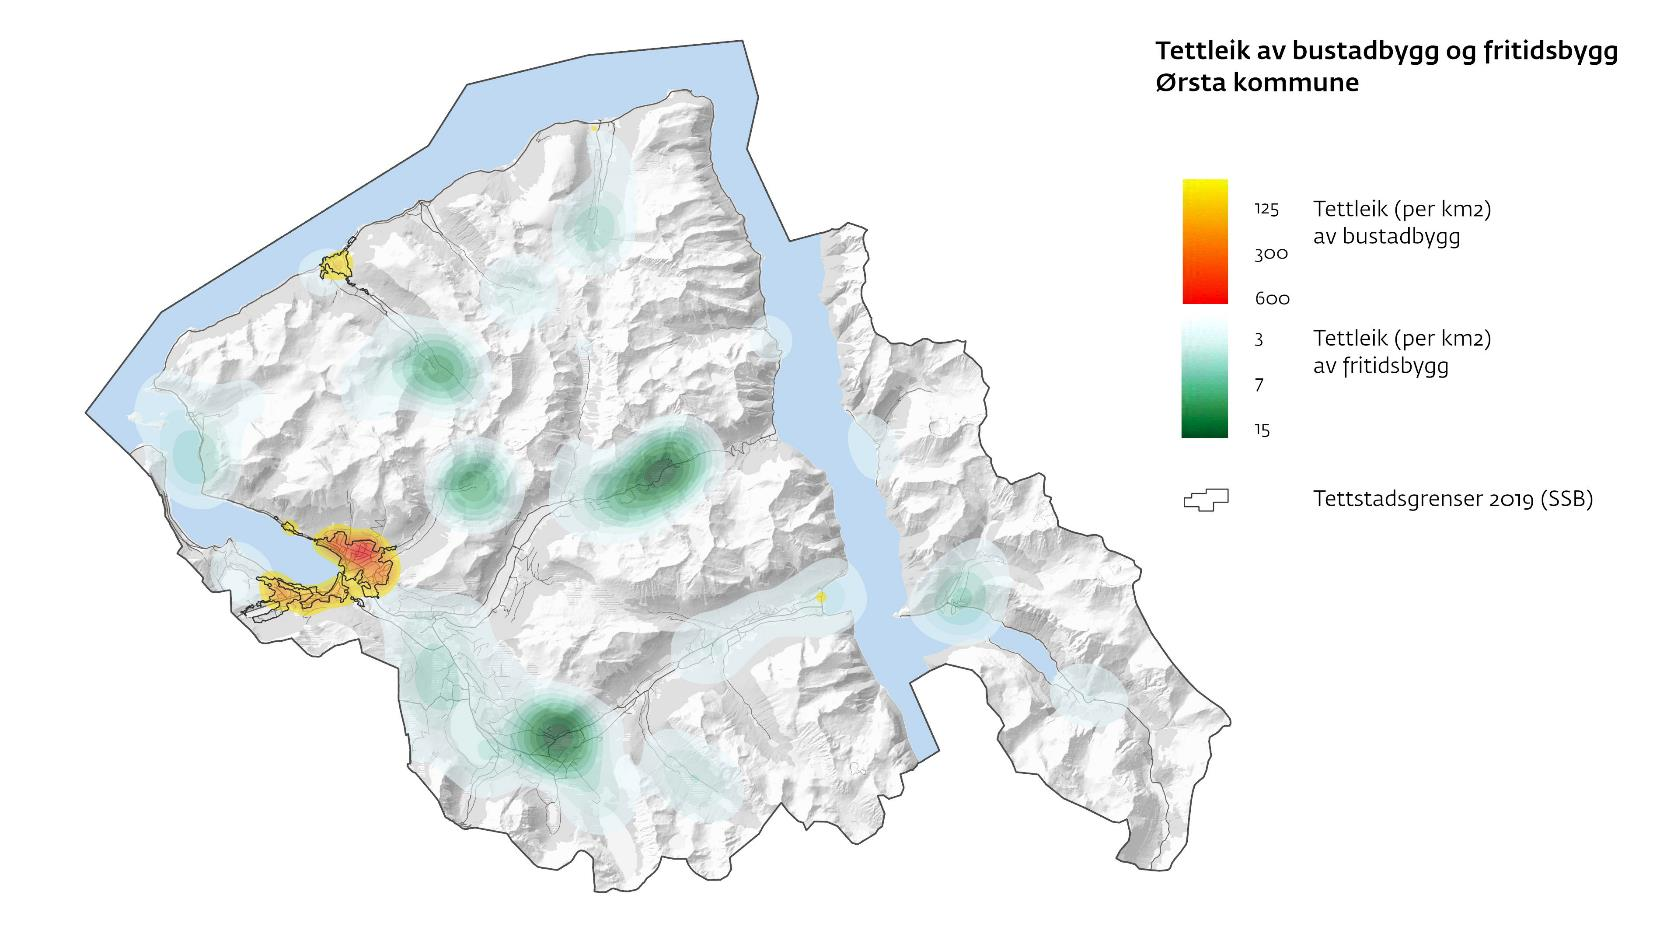 Tettleik av bustadbygg og fritidsbygg
Ørsta kommune
125
Tettleik (per km2)
av bustadbygg
300
600
3
Tettleik (per km2)
av fritidsbygg
7
15
Tettstadsgrenser 2019 (SSB)